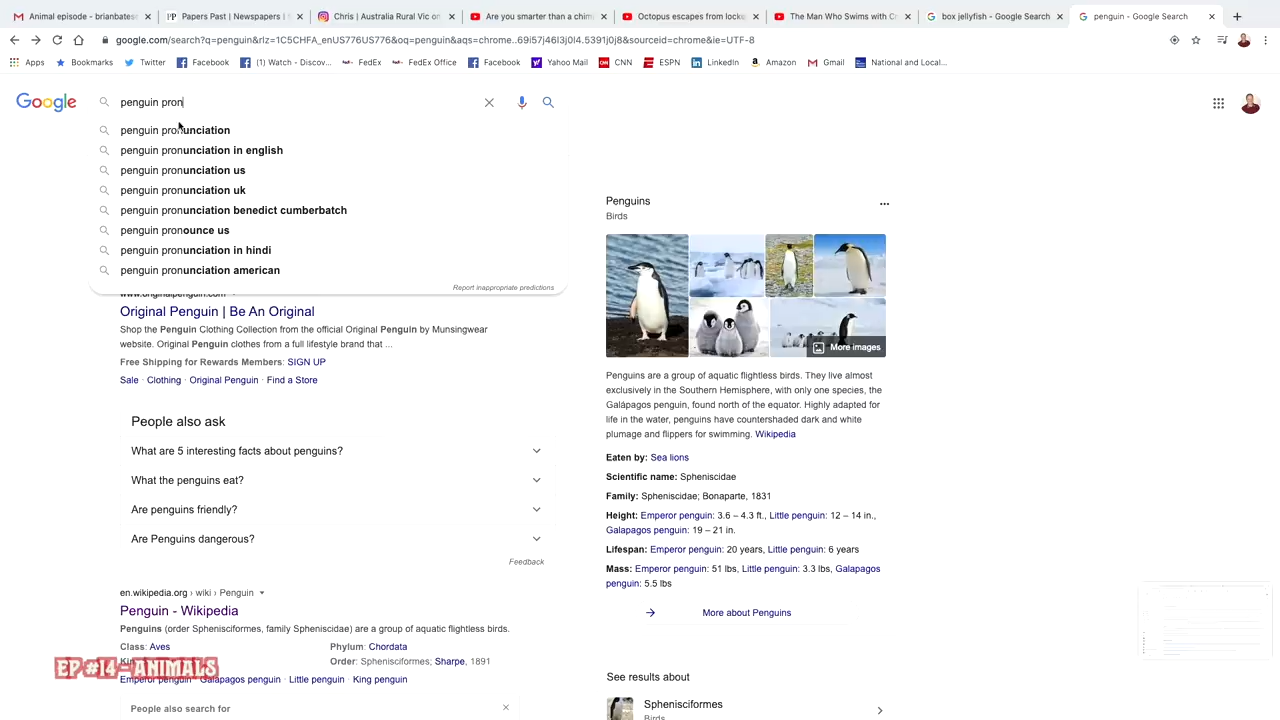 Animal episode - brianbates
Papers Past | Newspapers |
Chris | Australia Rural Vic on
Are you smarter than a chim
Octopus escapes from locke
The Man Who Swims with Cr
box jellyfish - Google Search
penguin - Google Search
google.com/search?q=penguin&rlz=1C5CHFA_enUS776US776&oq=penguin&aqs=chrome..69i57j46l3j0l4.5391j0j8&sourceid=chrome&ie=UTF-8
Apps
Bookmarks
Twitter
Facebook
(1) Watch - Discov...
FedEx
FedEx Office
Facebook
Yahoo Mail
CNN
ESPN
LinkedIn
Amazon
Gmail
National and Local...
Google
penguin pron
penguin pronunciation
penguin pronunciation in english
penguin pronunciation us
penguin pronunciation uk
penguin pronunciation benedict cumberbatch
penguin pronounce us
penguin pronunciation in hindi
penguin pronunciation american
Report inappropriate predictions
www.originalpenguin.com
Original Penguin | Be An Original
Shop the Penguin Clothing Collection from the official Original Penguin by Munsingwear
website. Original Penguin clothes from a full lifestyle brand that ...
Free Shipping for Rewards Members: SIGN UP
Sale · Clothing · Original Penguin · Find a Store
People also ask
What are 5 interesting facts about penguins?
What the penguins eat?
Are penguins friendly?
Are Penguins dangerous?
Feedback
en.wikipedia.org › wiki › Penguin
Penguin - Wikipedia
Penguins (order Sphenisciformes, family Spheniscidae) are a group of aquatic flightless birds.
Class: Aves
Phylum: Chordata
Order: Sphenisciformes; Sharpe, 1891
EP #14 - ANIMALS
Emperor penguin · Galapagos penguin · Little penguin · King penguin
People also search for
Penguins
Birds
More images
Penguins are a group of aquatic flightless birds. They live almost
exclusively in the Southern Hemisphere, with only one species, the
Galápagos penguin, found north of the equator. Highly adapted for
life in the water, penguins have countershaded dark and white
plumage and flippers for swimming. Wikipedia
Eaten by: Sea lions
Scientific name: Spheniscidae
Family: Spheniscidae; Bonaparte, 1831
Height: Emperor penguin: 3.6 – 4.3 ft., Little penguin: 12 – 14 in.,
Galapagos penguin: 19 – 21 in.
Lifespan: Emperor penguin: 20 years, Little penguin: 6 years
Mass: Emperor penguin: 51 lbs, Little penguin: 3.3 lbs, Galapagos
penguin: 5.5 lbs
More about Penguins
See results about
Sphenisciformes
Birds